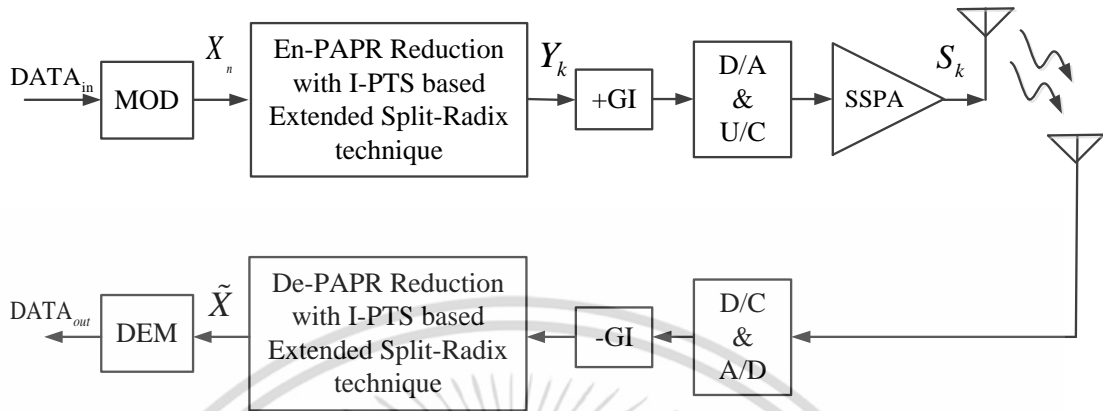 DATA_in
MOD
X_n
En-PAPR Reduction
with I-PTS based
Extended Split-Radix
technique
Y_k
+GI
D/A
&
U/C
SSPA
S_k
DATA_out
DEM
X̃
De-PAPR Reduction
with I-PTS based
Extended Split-Radix
technique
-GI
D/C
&
A/D